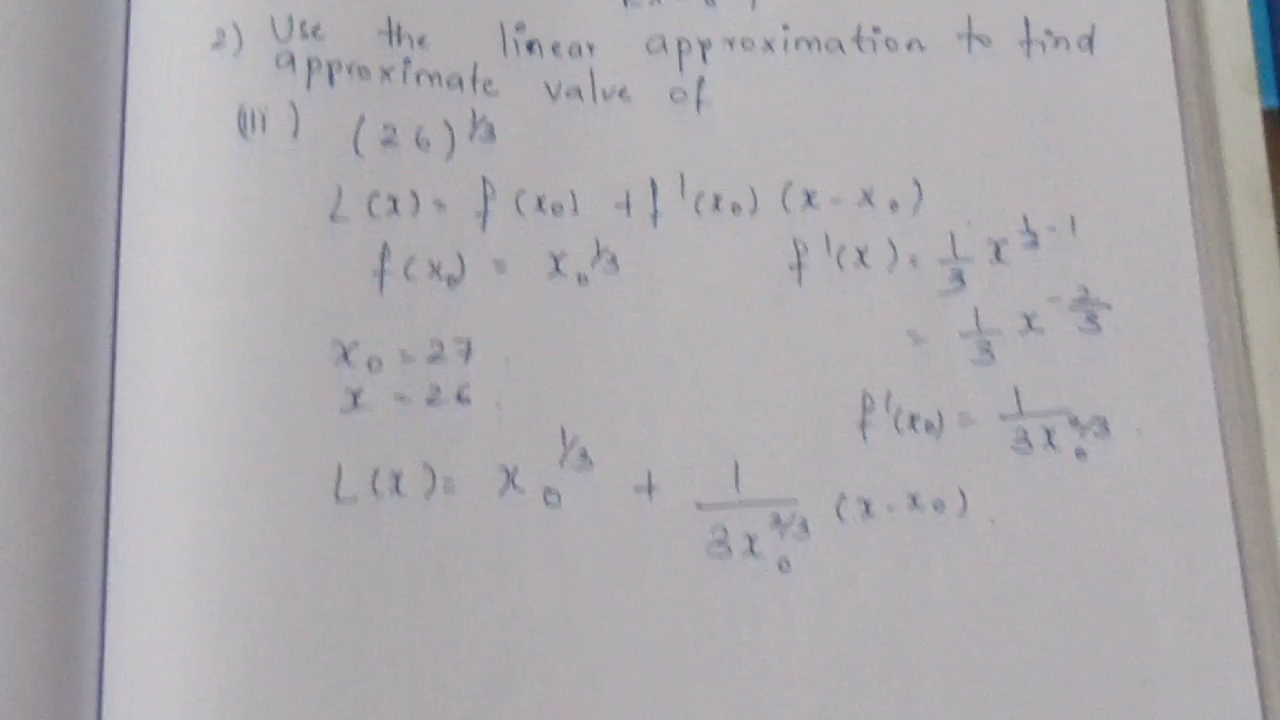 2) Use the linear approximation to find
approximate value of
(iii) (26)^1/3
L(x) = f(x₀) + f'(x₀) (x - x₀)
f(x₀) = x₀^1/3 f'(x) = 1/3 x^1/3 - 1
= 1/3 x^-2/3
x₀ = 27
x = 26
f'(x₀) = 1/3x₀^2/3
L(x) = x₀^1/3 + 1/3x₀^2/3 (x - x₀).